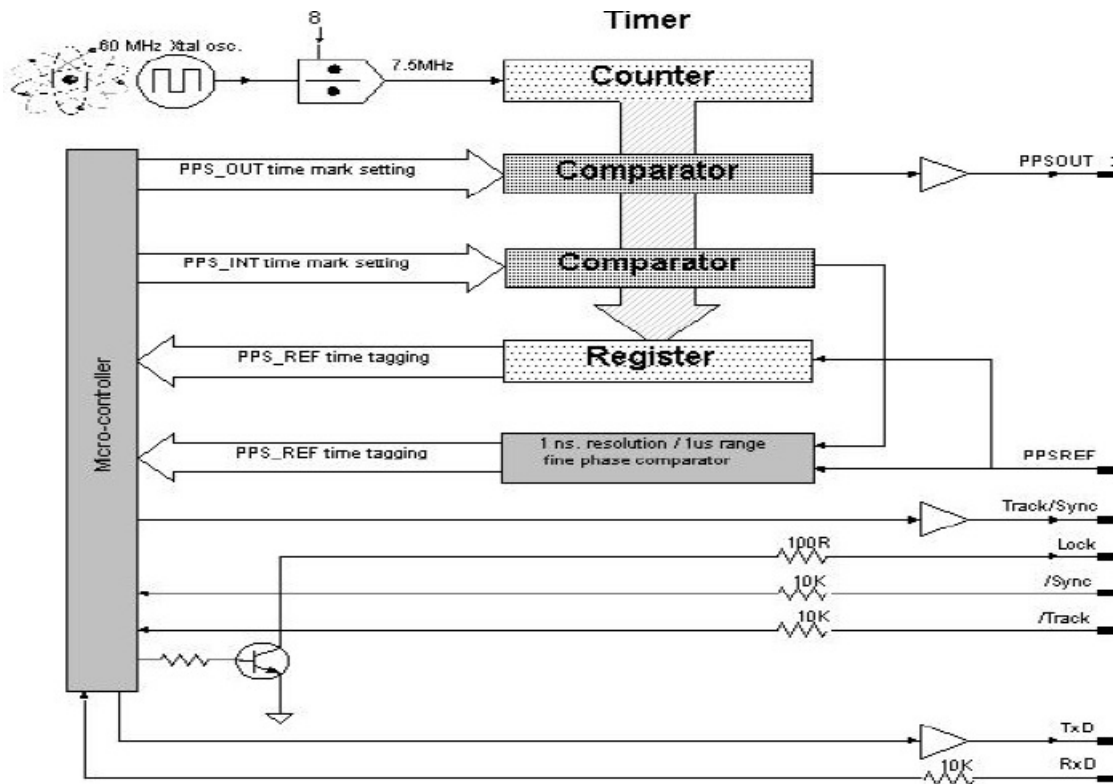 8
Timer
60 MHz Xtal osc.
7.5MHz
Counter
PPS_OUT time mark setting
Comparator
PPSOUT
PPS_INT time mark setting
Comparator
PPS_REF time tagging
Register
Micro-controller
PPS_REF time tagging
1 ns. resolution / 1us range
fine phase comparator
PPSREF
Track/Sync
100R
Lock
10K
/Sync
10K
/Track
TxD
10K
RxD